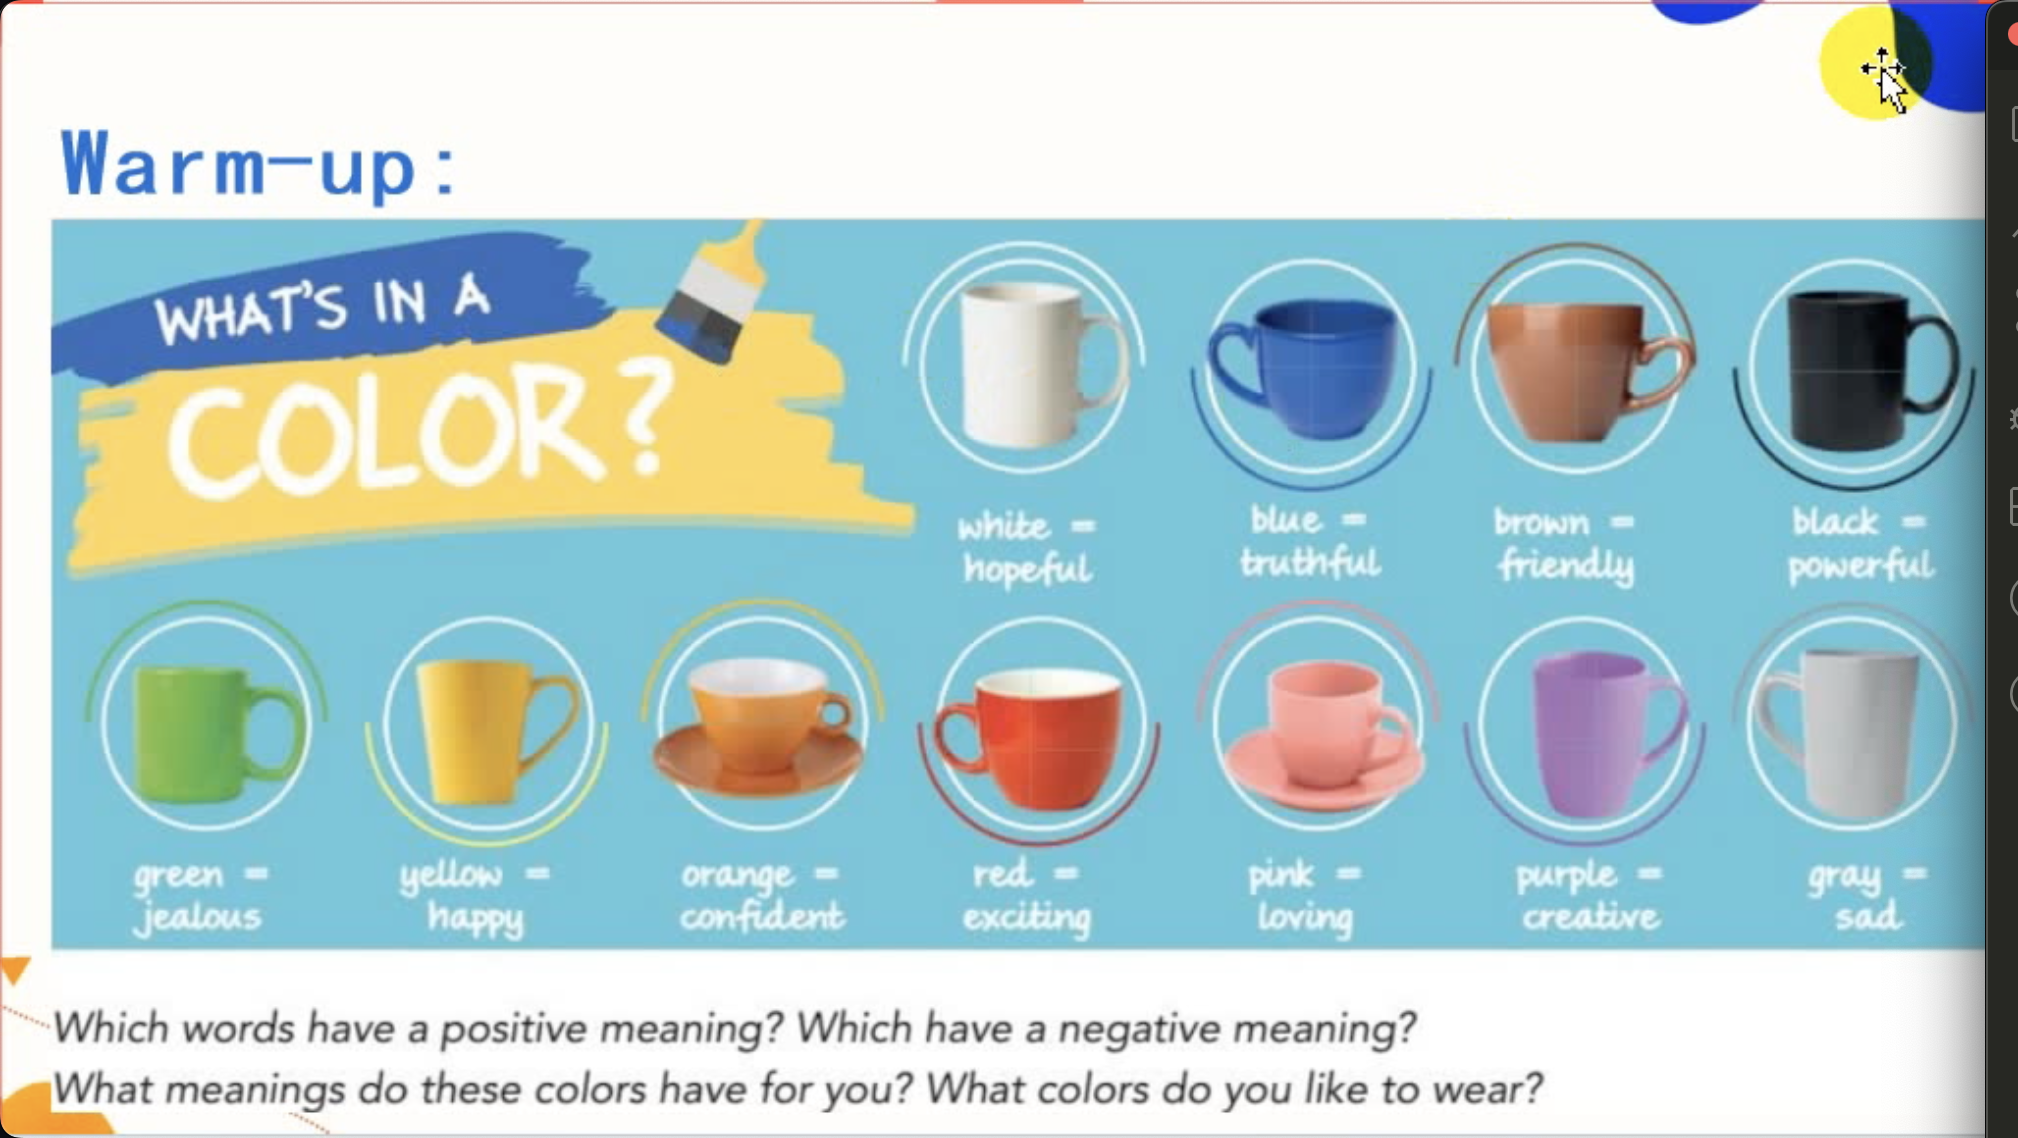 Warm-up:
WHAT'S IN A
COLOR?
white =
hopeful
blue =
truthful
brown =
friendly
black =
powerful
green =
jealous
yellow =
happy
orange =
confident
red =
exciting
pink =
loving
purple =
creative
gray =
sad
Which words have a positive meaning? Which have a negative meaning?
What meanings do these colors have for you? What colors do you like to wear?